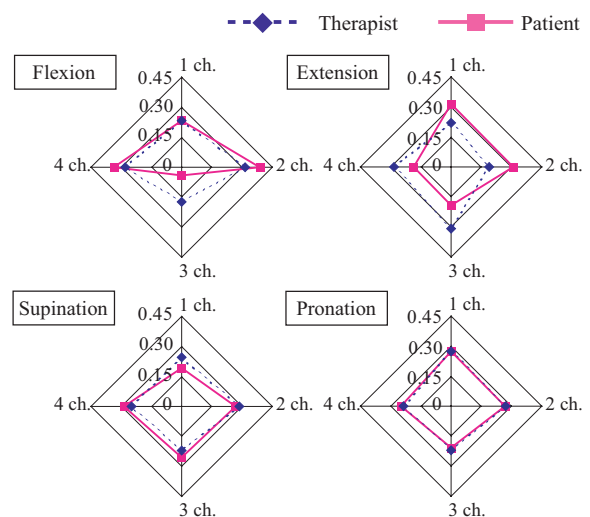 Therapist Patient
Flexion
1 ch.
0.45
0.30
0.15
0
4 ch.
2 ch.
3 ch.
Extension
1 ch.
0.45
0.30
0.15
0
4 ch.
2 ch.
3 ch.
Supination
1 ch.
0.45
0.30
0.15
0
4 ch.
2 ch.
3 ch.
Pronation
1 ch.
0.45
0.30
0.15
0
4 ch.
2 ch.
3 ch.